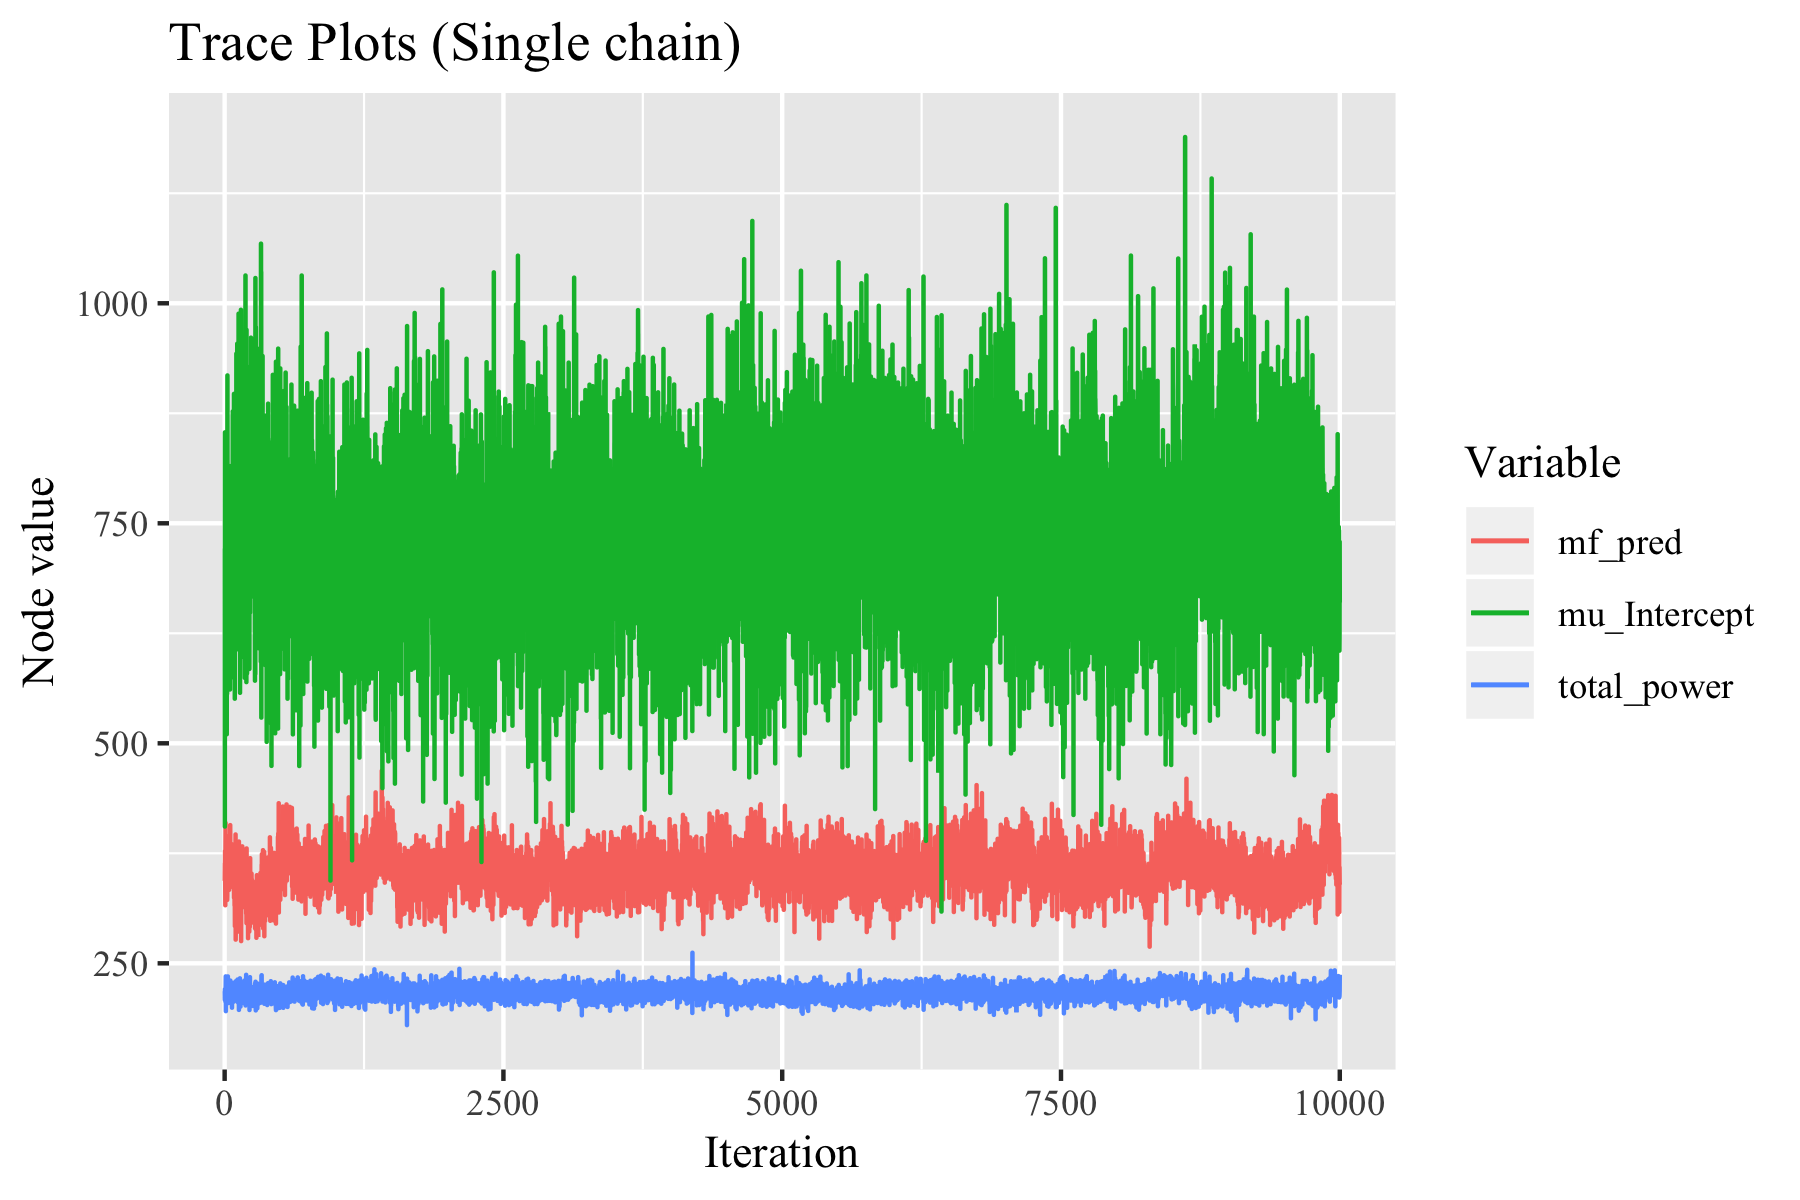 Trace Plots (Single chain)
Node value
1000
750
500
250
0 2500 5000 7500 10000
Iteration
Variable
mf_pred
mu_Intercept
total_power